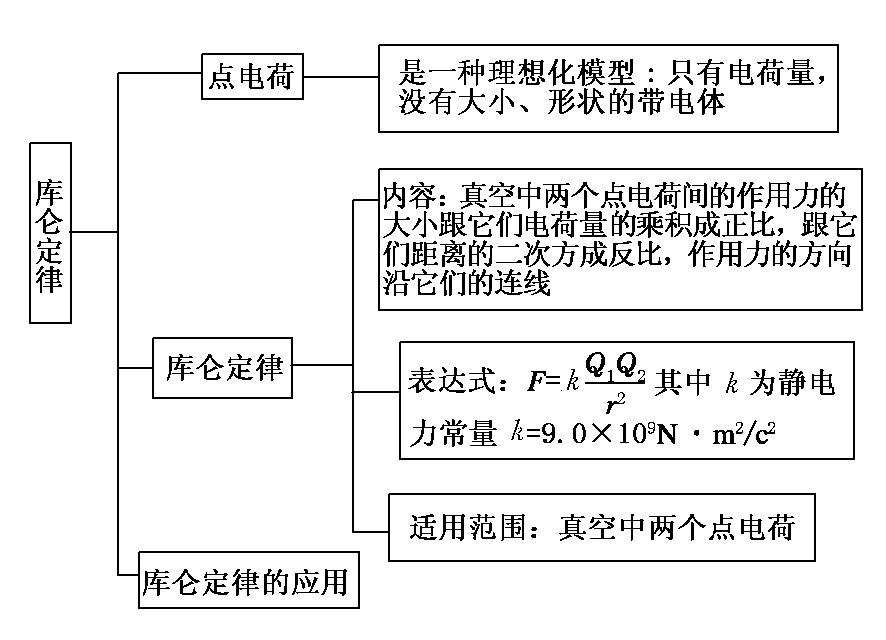 库仑定律
点电荷
是一种理想化模型：只有电荷量，
没有大小、形状的带电体
库仑定律
内容：真空中两个点电荷间的作用力的
大小跟它们电荷量的乘积成正比，跟它
们距离的二次方成反比，作用力的方向
沿它们的连线
表达式：F=k Q₁Q₂/r² 其中 k 为静电
力常量 k=9.0×10⁹N · m²/c²
适用范围：真空中两个点电荷
库仑定律的应用